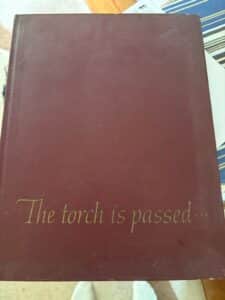 The torch is passed...